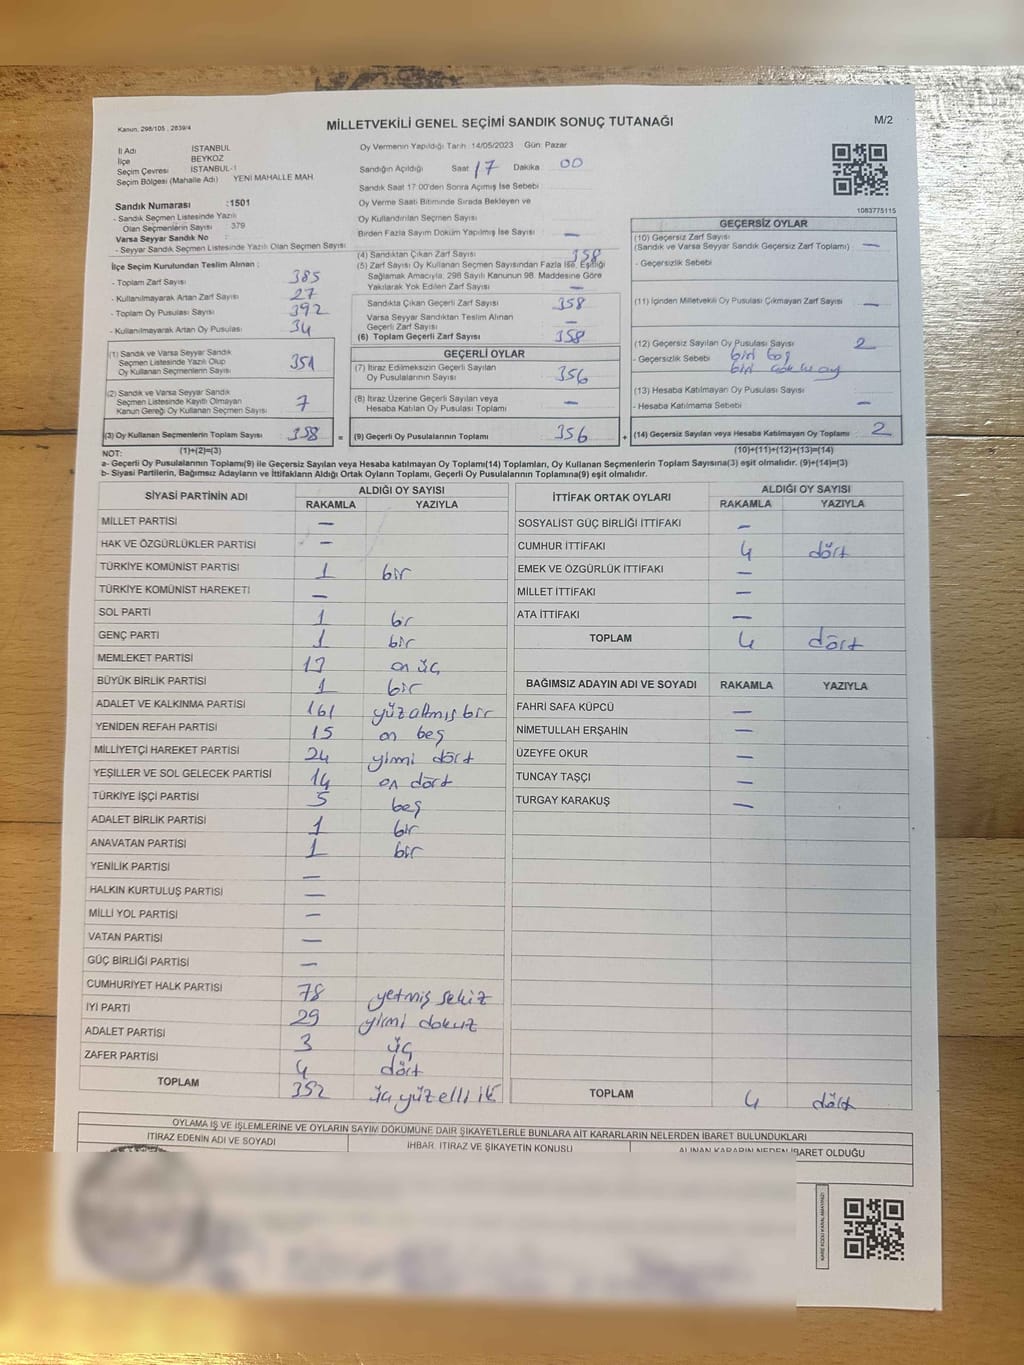 Kanun, 298/105 , 2839/4
MİLLETVEKİLİ GENEL SEÇİMİ SANDIK SONUÇ TUTANAĞI
M/2
İl Adı İSTANBUL
İlçe BEYKOZ
Seçim Çevresi İSTANBUL-1
Seçim Bölgesi (Mahalle Adı) YENİ MAHALLE MAH.
Sandık Numarası :1501
- Sandık Seçmen Listesinde Yazılı
Olan Seçmenlerin Sayısı : 379
Varsa Seyyar Sandık No :
- Seyyar Sandık Seçmen Listesinde Yazılı Olan Seçmen Sayısı
Oy Vermenin Yapıldığı Tarih :14/05/2023 Gün: Pazar
Sandığın Açıldığı Saat 17 Dakika 00
Sandık Saat 17:00'den Sonra Açılmış İse Sebebi
Oy Verme Saati Bitiminde Sırada Bekleyen ve
Oy Kullandırılan Seçmen Sayısı
Birden Fazla Sayım Döküm Yapılmış İse Sayısı —
1083775115
İlçe Seçim Kurulundan Teslim Alınan :
- Toplam Zarf Sayısı 385
- Kullanılmayarak Artan Zarf Sayısı 27
- Toplam Oy Pusulası Sayısı 392
- Kullanılmayarak Artan Oy Pusulası 34
(1) Sandık ve Varsa Seyyar Sandık
Seçmen Listesinde Yazılı Olup
Oy Kullanan Seçmenlerin Sayısı 351
(2) Sandık ve Varsa Seyyar Sandık
Seçmen Listesinde Kayıtlı Olmayan
Kanun Gereği Oy Kullanan Seçmen Sayısı 7
(3) Oy Kullanan Seçmenlerin Toplam Sayısı 358 =
(1)+(2)=(3)
(4) Sandıktan Çıkan Zarf Sayısı 358
(5) Zarf Sayısı Oy Kullanan Seçmen Sayısından Fazla İse, Eşitliği
Sağlamak Amacıyla, 298 Sayılı Kanunun 98. Maddesine Göre
Yakılarak Yok Edilen Zarf Sayısı —
Sandıkta Çıkan Geçerli Zarf Sayısı 358
Varsa Seyyar Sandıktan Teslim Alınan
Geçerli Zarf Sayısı —
(6) Toplam Geçerli Zarf Sayısı 358
GEÇERLİ OYLAR
(7) İtiraz Edilmeksizin Geçerli Sayılan
Oy Pusulalarının Sayısı 356
(8) İtiraz Üzerine Geçerli Sayılan veya
Hesaba Katılan Oy Pusulası Toplamı —
(9) Geçerli Oy Pusulalarının Toplamı 356 +
GEÇERSİZ OYLAR
(10) Geçersiz Zarf Sayısı
(Sandık ve Varsa Seyyar Sandık Geçersiz Zarf Toplamı) —
- Geçersizlik Sebebi
(11) İçinden Milletvekili Oy Pusulası Çıkmayan Zarf Sayısı —
(12) Geçersiz Sayılan Oy Pusulası Sayısı 2
- Geçersizlik Sebebi biri boş
biri
(13) Hesaba Katılmayan Oy Pusulası Sayısı
- Hesaba Katılmama Sebebi —
(14) Geçersiz Sayılan veya Hesaba Katılmayan Oy Toplamı 2
(10)+(11)+(12)+(13)=(14)
NOT:
a- Geçerli Oy Pusulalarının Toplamı(9) ile Geçersiz Sayılan veya Hesaba katılmayan Oy Toplamı(14) Toplamları, Oy Kullanan Seçmenlerin Toplam Sayısına(3) eşit olmalıdır. (9)+(14)=(3)
b- Siyasi Partilerin, Bağımsız Adayların ve İttifakların Aldığı Ortak Oyların Toplamı, Geçerli Oy Pusulalarının Toplamına(9) eşit olmalıdır.
SİYASİ PARTİNİN ADI ALDIĞI OY SAYISI
RAKAMLA YAZIYLA
MİLLET PARTİSİ —
HAK VE ÖZGÜRLÜKLER PARTİSİ —
TÜRKİYE KOMÜNİST PARTİSİ 1 bir
TÜRKİYE KOMÜNİST HAREKETİ —
SOL PARTİ 1 bir
GENÇ PARTİ 1 bir
MEMLEKET PARTİSİ 13 on üç
BÜYÜK BİRLİK PARTİSİ 1 bir
ADALET VE KALKINMA PARTİSİ 161 yüzaltmış bir
YENİDEN REFAH PARTİSİ 15 on beş
MİLLİYETÇİ HAREKET PARTİSİ 24 yirmi dört
YEŞİLLER VE SOL GELECEK PARTİSİ 14 on dört
TÜRKİYE İŞÇİ PARTİSİ 5 beş
ADALET BİRLİK PARTİSİ 1 bir
ANAVATAN PARTİSİ 1 bir
YENİLİK PARTİSİ —
HALKIN KURTULUŞ PARTİSİ —
MİLLİ YOL PARTİSİ —
VATAN PARTİSİ —
GÜÇ BİRLİĞİ PARTİSİ —
CUMHURİYET HALK PARTİSİ 78 yetmiş sekiz
İYİ PARTİ 29 yirmi dokuz
ADALET PARTİSİ 3 üç
ZAFER PARTİSİ 4 dört
TOPLAM 352 üçyüzelli iki
İTTİFAK ORTAK OYLARI ALDIĞI OY SAYISI
RAKAMLA YAZIYLA
SOSYALİST GÜÇ BİRLİĞİ İTTİFAKI —
CUMHUR İTTİFAKI 4 dört
EMEK VE ÖZGÜRLÜK İTTİFAKI —
MİLLET İTTİFAKI —
ATA İTTİFAKI —
TOPLAM 4 dört
BAĞIMSIZ ADAYIN ADI VE SOYADI RAKAMLA YAZIYLA
FAHRİ SAFA KÜPCÜ —
NİMETULLAH ERŞAHİN —
ÜZEYFE OKUR —
TUNCAY TAŞÇI —
TURGAY KARAKUŞ —
TOPLAM 4 dört
OYLAMA İŞ VE İŞLEMLERİNE VE OYLARIN SAYIM DÖKÜMÜNE DAİR ŞİKAYETLERLE BUNLARA AİT KARARLARIN NELERDEN İBARET BULUNDUKLARI
İTİRAZ EDENİN ADI VE SOYADI İHBAR, İTİRAZ VE ŞİKAYETİN KONUSU ALINAN KARARIN NEDEN İBARET OLDUĞU
KARE KODU KARALAMAYINIZ!